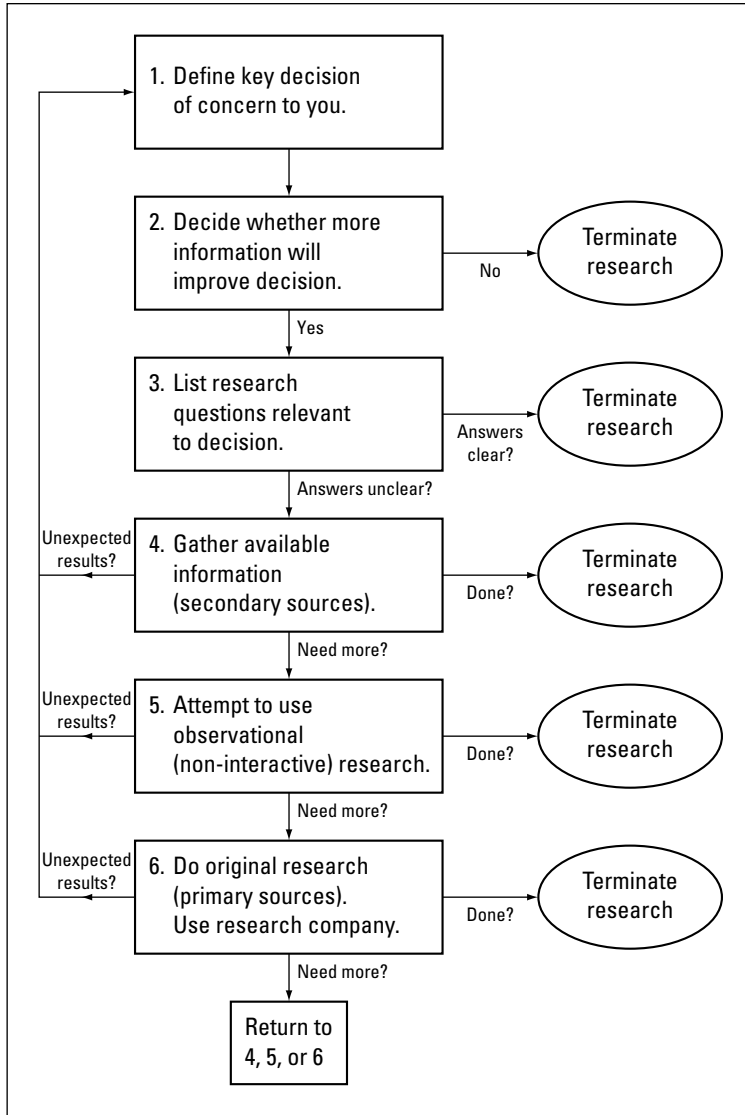 1. Define key decision
of concern to you.
2. Decide whether more
information will
improve decision.
No
Terminate
research
Yes
3. List research
questions relevant
to decision.
Answers
clear?
Terminate
research
Answers unclear?
Unexpected
results?
4. Gather available
information
(secondary sources).
Done?
Terminate
research
Need more?
Unexpected
results?
5. Attempt to use
observational
(non-interactive) research.
Done?
Terminate
research
Need more?
Unexpected
results?
6. Do original research
(primary sources).
Use research company.
Done?
Terminate
research
Need more?
Return to
4, 5, or 6